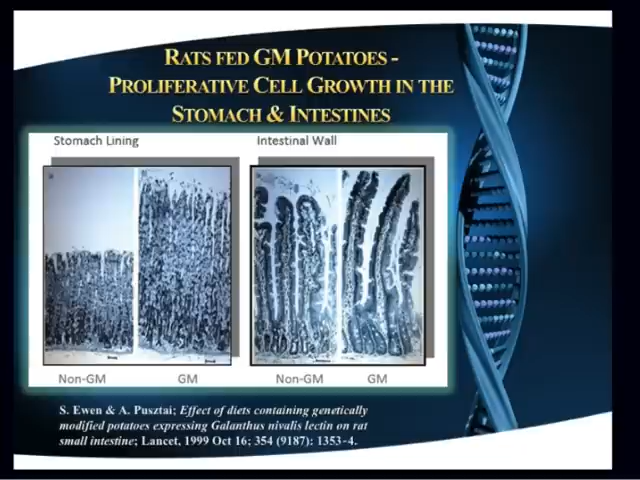 RATS FED GM POTATOES -
PROLIFERATIVE CELL GROWTH IN THE
STOMACH & INTESTINES
Stomach Lining
Intestinal Wall
Non-GM
GM
Non-GM
GM
S. Ewen & A. Pusztai; Effect of diets containing genetically
modified potatoes expressing Galanthus nivalis lectin on rat
small intestine; Lancet, 1999 Oct 16; 354 (9187): 1353-4.